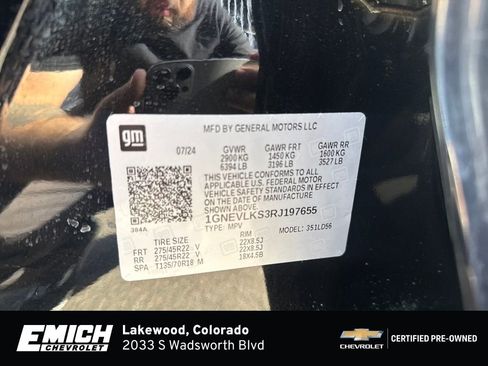 gm
MFD BY GENERAL MOTORS LLC
07/24 GVWR GAWR FRT GAWR RR
2900 KG 1450 KG 1600 KG
6394 LB 3196 LB 3527 LB
THIS VEHICLE CONFORMS TO ALL
APPLICABLE U.S. FEDERAL MOTOR
VEHICLE SAFETY STANDARDS IN EFFECT
ON THE DATE OF MANUFACTURE
SHOWN ABOVE.
1GNEVLKS3RJ197655
TYPE: MPV MODEL: 351LD56
384A
TIRE SIZE RIM
FRT 275/45R22 V 22X8.5J
RR 275/45R22 V 22X8.5J
SPA T135/70R18 M 18X4.5B
EMICH
CHEVROLET
Lakewood, Colorado
2033 S Wadsworth Blvd
CHEVROLET
CERTIFIED PRE-OWNED